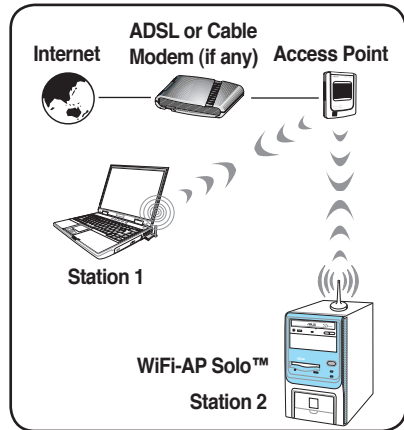 ADSL or Cable
Internet Modem (if any) Access Point
Station 1
WiFi-AP Solo™
Station 2